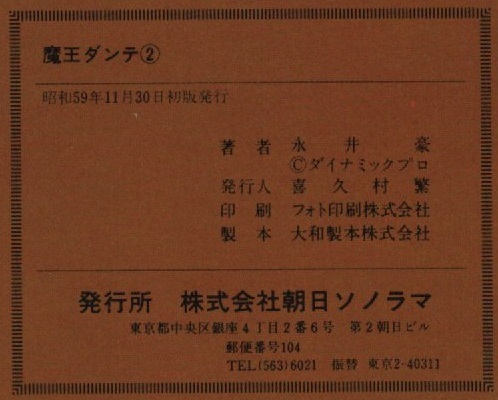 魔王ダンテ②
昭和59年11月30日初版発行
著者 永井豪
Ⓒダイナミックプロ
発行人 喜久村繁
印刷 フォト印刷株式会社
製本 大和製本株式会社
発行所 株式会社朝日ソノラマ
東京都中央区銀座4丁目2番6号 第2朝日ビル
郵便番号104
TEL(563)6021 振替 東京2-40311